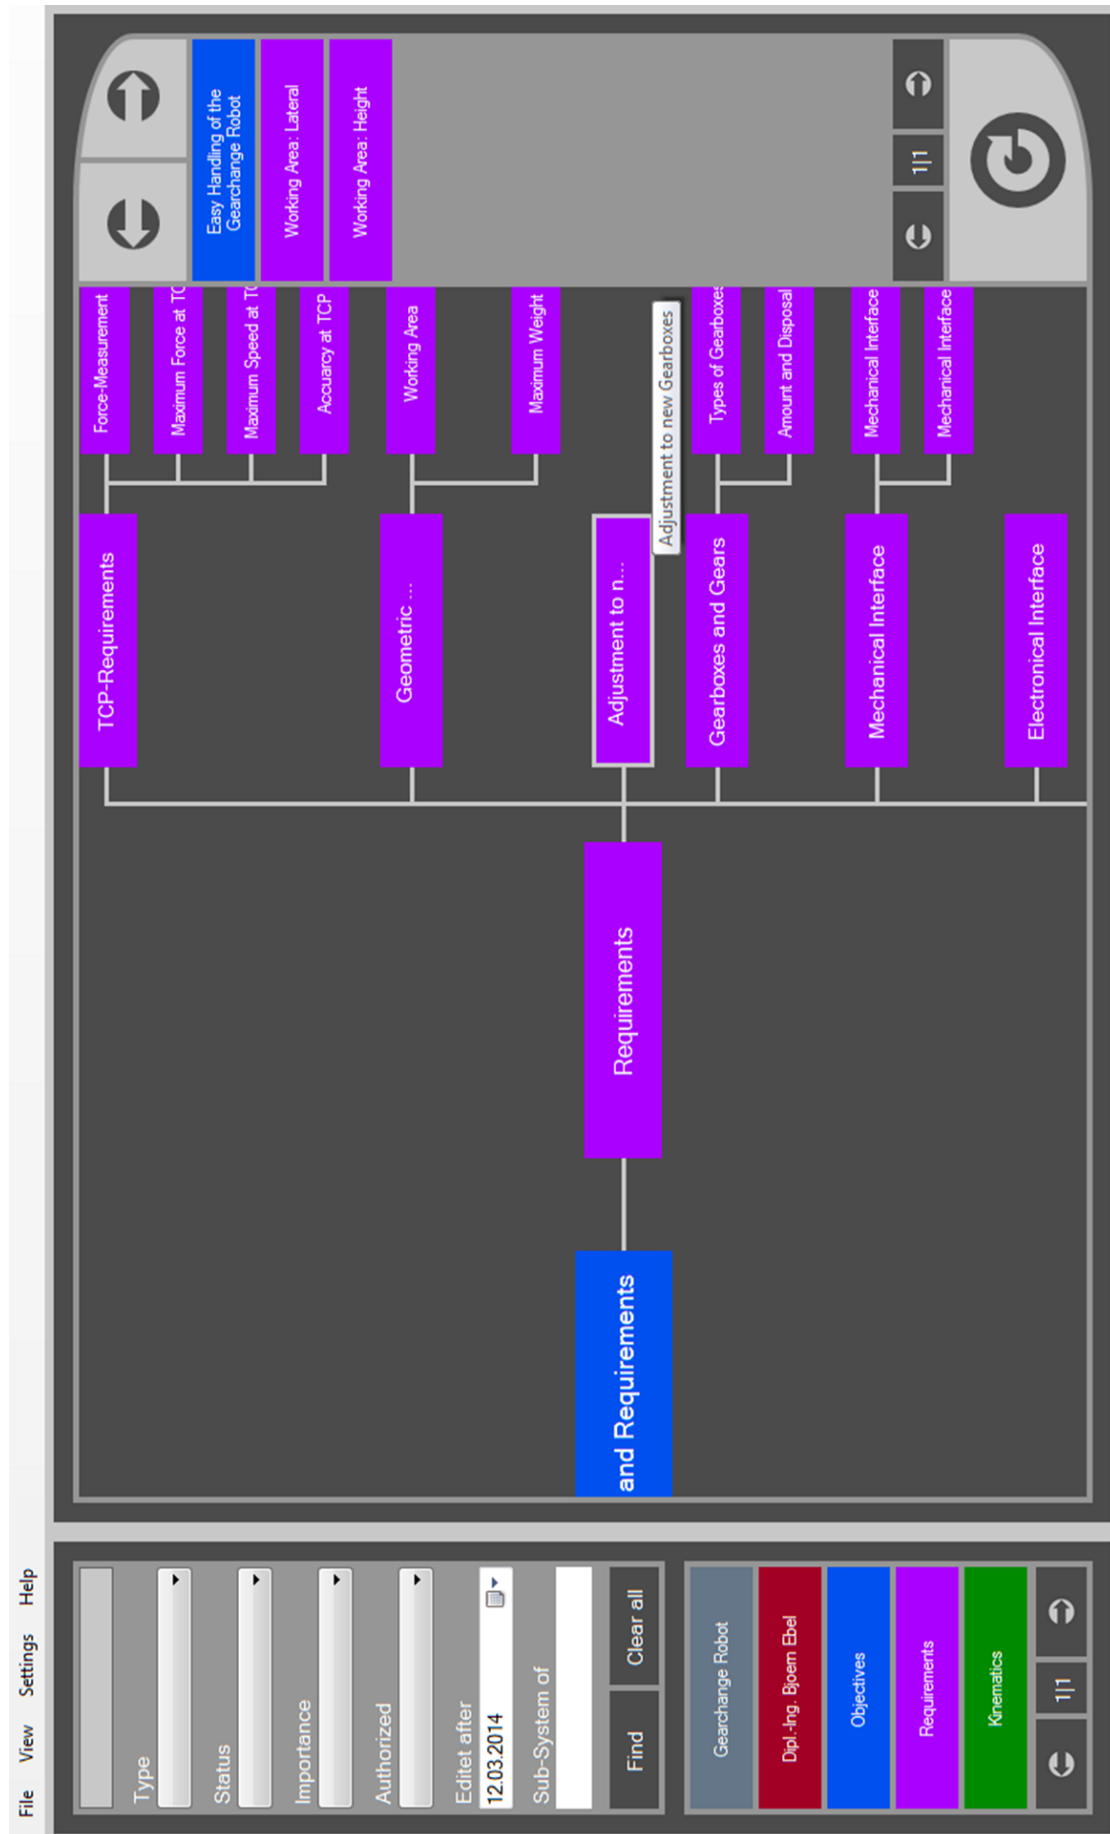 File View Settings Help
Type
Status
Importance
Authorized
Editet after
12.03.2014
Sub-System of
Find
Clear all
Gearchange Robot
Dipl.-Ing. Bjoern Ebel
Objectives
Requirements
Kinematics
1|1
and Requirements
Requirements
TCP-Requirements
Geometric ...
Adjustment to n...
Gearboxes and Gears
Mechanical Interface
Electronical Interface
Force-Measurement
Maximum Force at TC
Maximum Speed at TC
Accuarcy at TCP
Working Area
Maximum Weight
Adjustment to new Gearboxes
Types of Gearboxes
Amount and Disposal
Mechanical Interface
Mechanical Interface
Easy Handling of the
Gearchange Robot
Working Area: Lateral
Working Area: Height
1|1